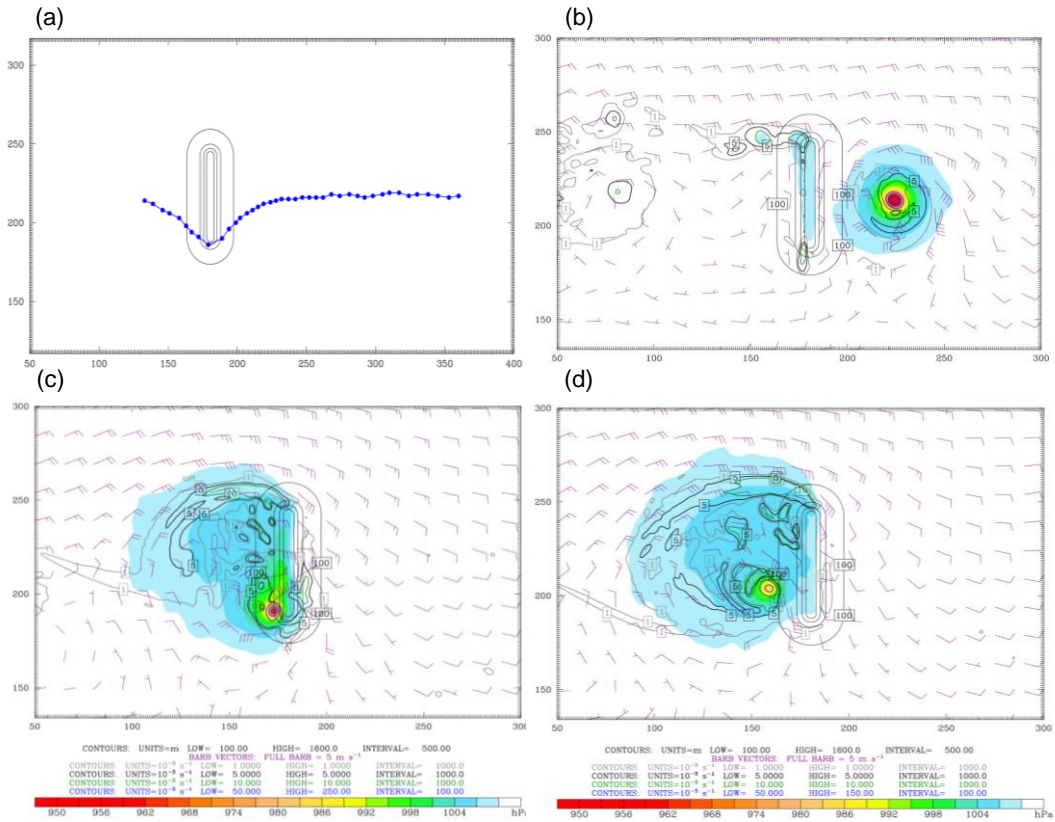 (a)
(b)
300
250
200
150
50 100 150 200 250 300 350 400
300
250
200
150
50 100 150 200 250 300
100
100
100
1
5
(c)
(d)
300
250
200
150
50 100 150 200 250 300
300
250
200
150
50 100 150 200 250 300
100
100
5
1
CONTOURS: UNITS=m LOW= 100.00 HIGH= 1600.0 INTERVAL= 500.00
BARB VECTORS: FULL BARB = 5 m s⁻¹
CONTOURS: UNITS=10⁻⁵ s⁻¹ LOW= 1.0000 HIGH= 1.0000 INTERVAL= 1000.0
CONTOURS: UNITS=10⁻⁵ s⁻¹ LOW= 5.0000 HIGH= 5.0000 INTERVAL= 1000.0
CONTOURS: UNITS=10⁻⁵ s⁻¹ LOW= 10.000 HIGH= 10.000 INTERVAL= 1000.0
CONTOURS: UNITS=10⁻⁵ s⁻¹ LOW= 50.000 HIGH= 250.00 INTERVAL= 100.00
950 956 962 968 974 980 986 992 998 1004 hPa
CONTOURS: UNITS=m LOW= 100.00 HIGH= 1600.0 INTERVAL= 500.00
BARB VECTORS: FULL BARB = 5 m s⁻¹
CONTOURS: UNITS=10⁻⁵ s⁻¹ LOW= 1.0000 HIGH= 1.0000 INTERVAL= 1000.0
CONTOURS: UNITS=10⁻⁵ s⁻¹ LOW= 5.0000 HIGH= 5.0000 INTERVAL= 1000.0
CONTOURS: UNITS=10⁻⁵ s⁻¹ LOW= 10.000 HIGH= 10.000 INTERVAL= 1000.0
CONTOURS: UNITS=10⁻⁵ s⁻¹ LOW= 50.000 HIGH= 150.00 INTERVAL= 100.00
950 956 962 968 974 980 986 992 998 1004 hPa